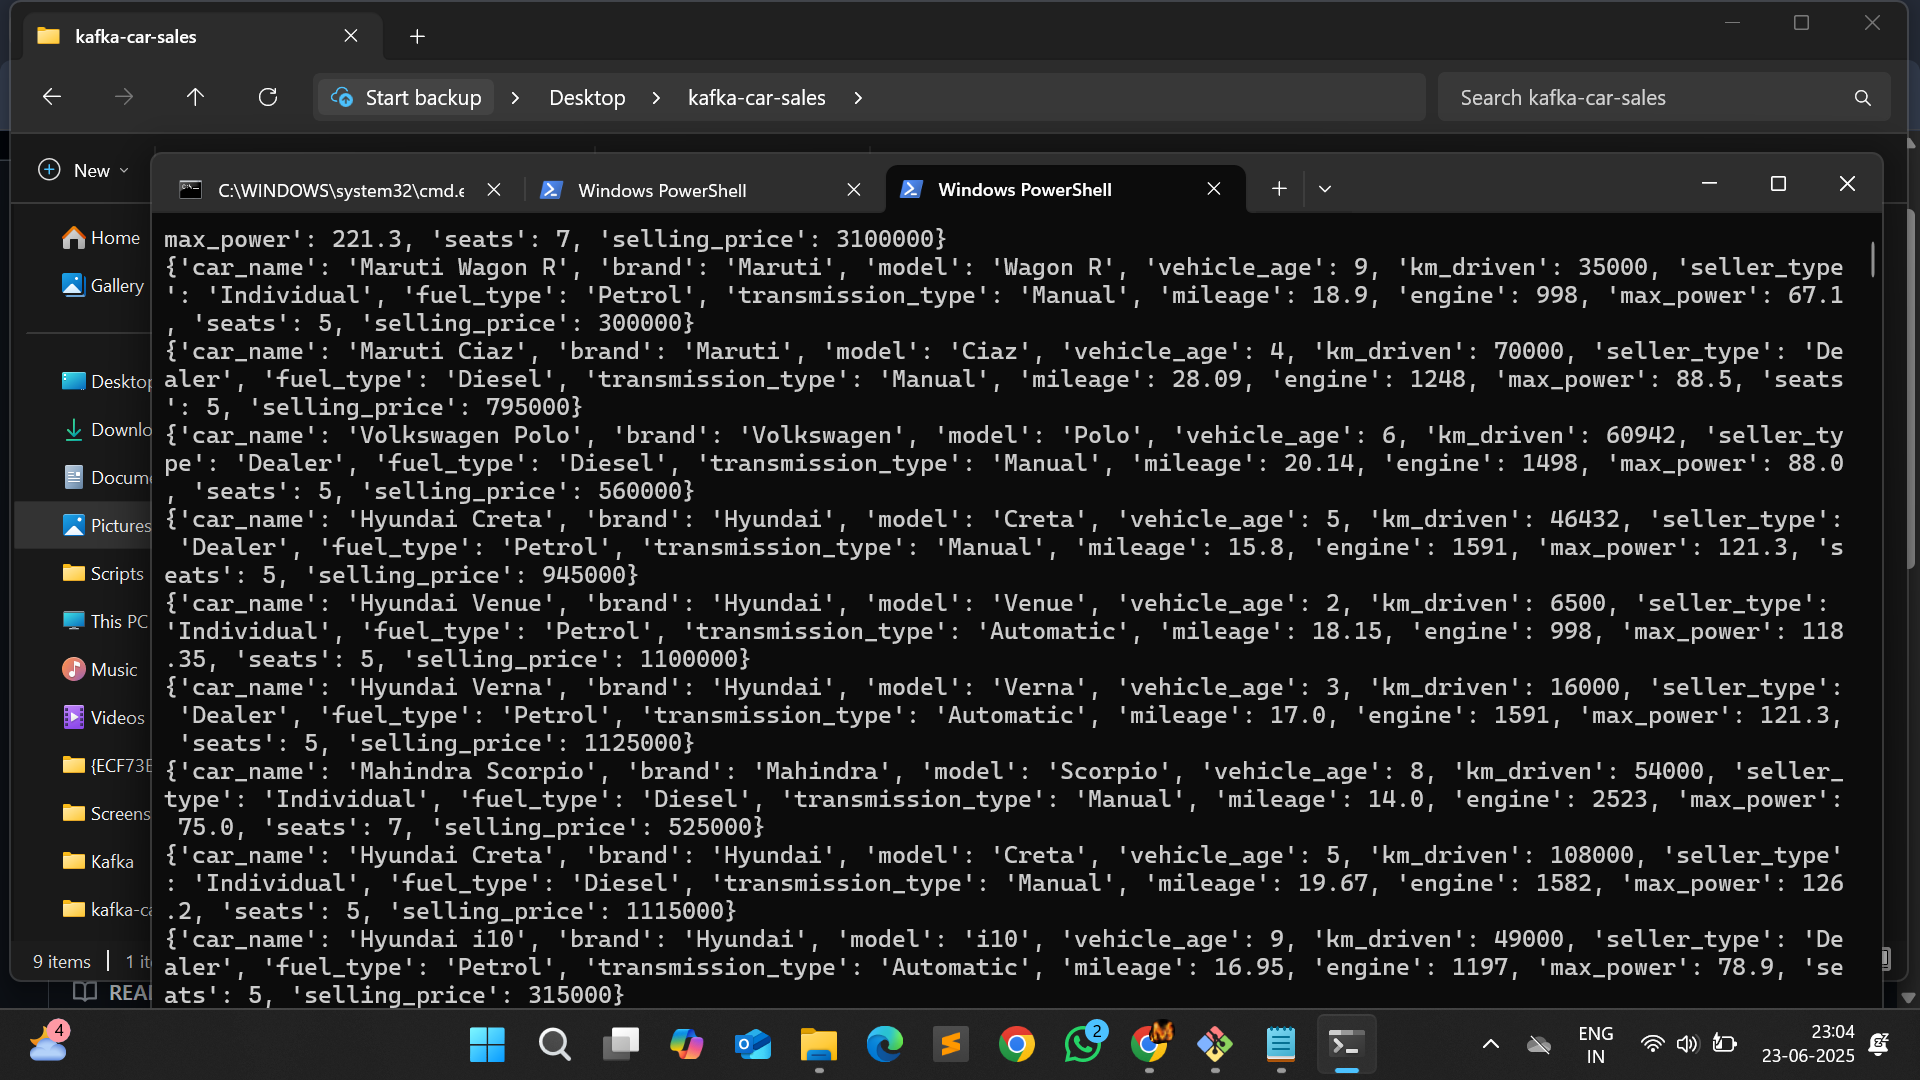 kafka-car-sales
Start backup
Desktop
kafka-car-sales
Search kafka-car-sales
New
C:\WINDOWS\system32\cmd.e
Windows PowerShell
Windows PowerShell
Home
Gallery
Desktop
Downlo
Docume
Pictures
Scripts
This PC
Music
Videos
{ECF73E
Screens
Kafka
kafka-ca
9 items
1 it
READ
max_power': 221.3, 'seats': 7, 'selling_price': 3100000}
{'car_name': 'Maruti Wagon R', 'brand': 'Maruti', 'model': 'Wagon R', 'vehicle_age': 9, 'km_driven': 35000, 'seller_type
': 'Individual', 'fuel_type': 'Petrol', 'transmission_type': 'Manual', 'mileage': 18.9, 'engine': 998, 'max_power': 67.1
, 'seats': 5, 'selling_price': 300000}
{'car_name': 'Maruti Ciaz', 'brand': 'Maruti', 'model': 'Ciaz', 'vehicle_age': 4, 'km_driven': 70000, 'seller_type': 'De
aler', 'fuel_type': 'Diesel', 'transmission_type': 'Manual', 'mileage': 28.09, 'engine': 1248, 'max_power': 88.5, 'seats
': 5, 'selling_price': 795000}
{'car_name': 'Volkswagen Polo', 'brand': 'Volkswagen', 'model': 'Polo', 'vehicle_age': 6, 'km_driven': 60942, 'seller_ty
pe': 'Dealer', 'fuel_type': 'Diesel', 'transmission_type': 'Manual', 'mileage': 20.14, 'engine': 1498, 'max_power': 88.0
, 'seats': 5, 'selling_price': 560000}
{'car_name': 'Hyundai Creta', 'brand': 'Hyundai', 'model': 'Creta', 'vehicle_age': 5, 'km_driven': 46432, 'seller_type':
 'Dealer', 'fuel_type': 'Petrol', 'transmission_type': 'Manual', 'mileage': 15.8, 'engine': 1591, 'max_power': 121.3, 's
eats': 5, 'selling_price': 945000}
{'car_name': 'Hyundai Venue', 'brand': 'Hyundai', 'model': 'Venue', 'vehicle_age': 2, 'km_driven': 6500, 'seller_type':
'Individual', 'fuel_type': 'Petrol', 'transmission_type': 'Automatic', 'mileage': 18.15, 'engine': 998, 'max_power': 118
.35, 'seats': 5, 'selling_price': 1100000}
{'car_name': 'Hyundai Verna', 'brand': 'Hyundai', 'model': 'Verna', 'vehicle_age': 3, 'km_driven': 16000, 'seller_type':
 'Dealer', 'fuel_type': 'Petrol', 'transmission_type': 'Automatic', 'mileage': 17.0, 'engine': 1591, 'max_power': 121.3,
 'seats': 5, 'selling_price': 1125000}
{'car_name': 'Mahindra Scorpio', 'brand': 'Mahindra', 'model': 'Scorpio', 'vehicle_age': 8, 'km_driven': 54000, 'seller_
type': 'Individual', 'fuel_type': 'Diesel', 'transmission_type': 'Manual', 'mileage': 14.0, 'engine': 2523, 'max_power':
 75.0, 'seats': 7, 'selling_price': 525000}
{'car_name': 'Hyundai Creta', 'brand': 'Hyundai', 'model': 'Creta', 'vehicle_age': 5, 'km_driven': 108000, 'seller_type'
: 'Individual', 'fuel_type': 'Diesel', 'transmission_type': 'Manual', 'mileage': 19.67, 'engine': 1582, 'max_power': 126
.2, 'seats': 5, 'selling_price': 1115000}
{'car_name': 'Hyundai i10', 'brand': 'Hyundai', 'model': 'i10', 'vehicle_age': 9, 'km_driven': 49000, 'seller_type': 'De
aler', 'fuel_type': 'Petrol', 'transmission_type': 'Automatic', 'mileage': 16.95, 'engine': 1197, 'max_power': 78.9, 'se
ats': 5, 'selling_price': 315000}
4
2
ENG
IN
23:04
23-06-2025